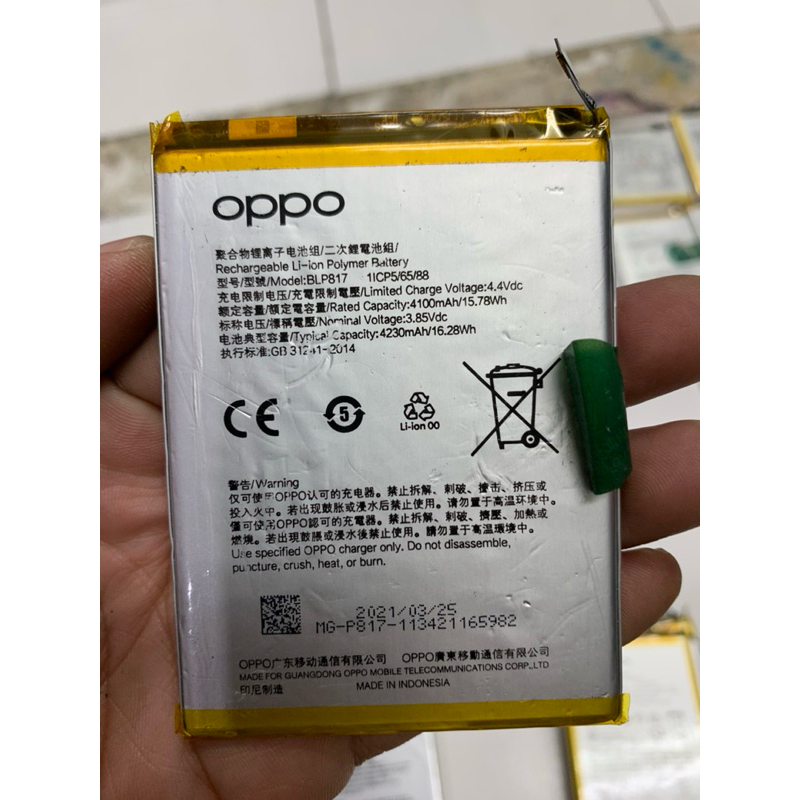 oppo
聚合物锂离子电池组/二次鋰電池組/
Rechargeable Li-ion Polymer Battery
型号/型號/Model:BLP817 1ICP5/65/88
充电限制电压/充電限制電壓/Limited Charge Voltage:4.4Vdc
额定容量/額定電容量/Rated Capacity:4100mAh/15.78Wh
标称电压/標稱電壓/Nominal Voltage:3.85Vdc
电池典型容量/Typical Capacity:4230mAh/16.28Wh
执行标准:GB 31241-2014
CE
5
Li-ion 00
警告/Warning
仅可使用OPPO认可的充电器。禁止拆解、刺破、撞击、挤压或
投入火中。若出现鼓胀或浸水后禁止使用。请勿置于高温环境中。
僅可使用OPPO認可的充電器。禁止拆解、刺破、擠壓、加熱或
燃燒。若出現鼓脹或浸水後禁止使用。請勿置于高溫環境中。
Use specified OPPO charger only. Do not disassemble,
puncture, crush, heat, or burn.
2021/03/25
MG-P817-113421165982
OPPO广东移动通信有限公司 OPPO廣東移動通信有限公司
MADE FOR GUANGDONG OPPO MOBILE TELECOMMUNICATIONS CORP.,LTD
印尼制造 MADE IN INDONESIA